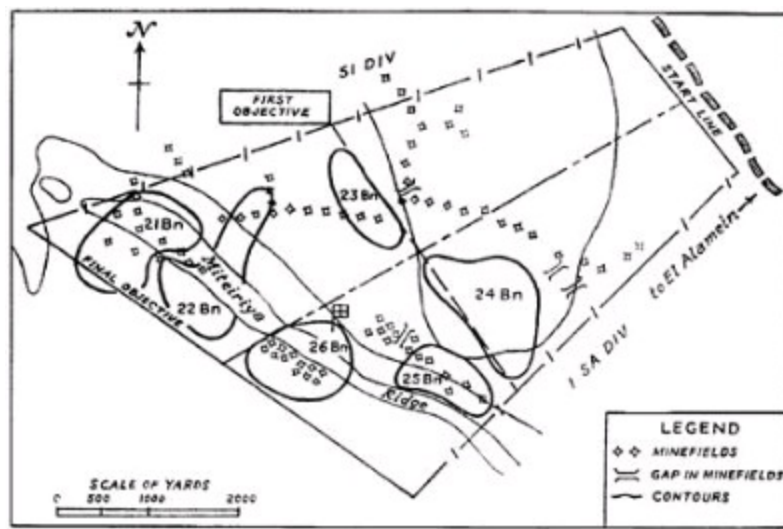 N
51 DIV
FIRST
OBJECTIVE
START LINE
23 Bn
21 Bn
Miteiriya
to El Alamein
FINAL OBJECTIVE
22 Bn
24 Bn
26 Bn
1 SA DIV
25 Bn
Ridge
LEGEND
MINEFIELDS
GAP IN MINEFIELDS
CONTOURS
SCALE OF YARDS
0 500 1000 2000